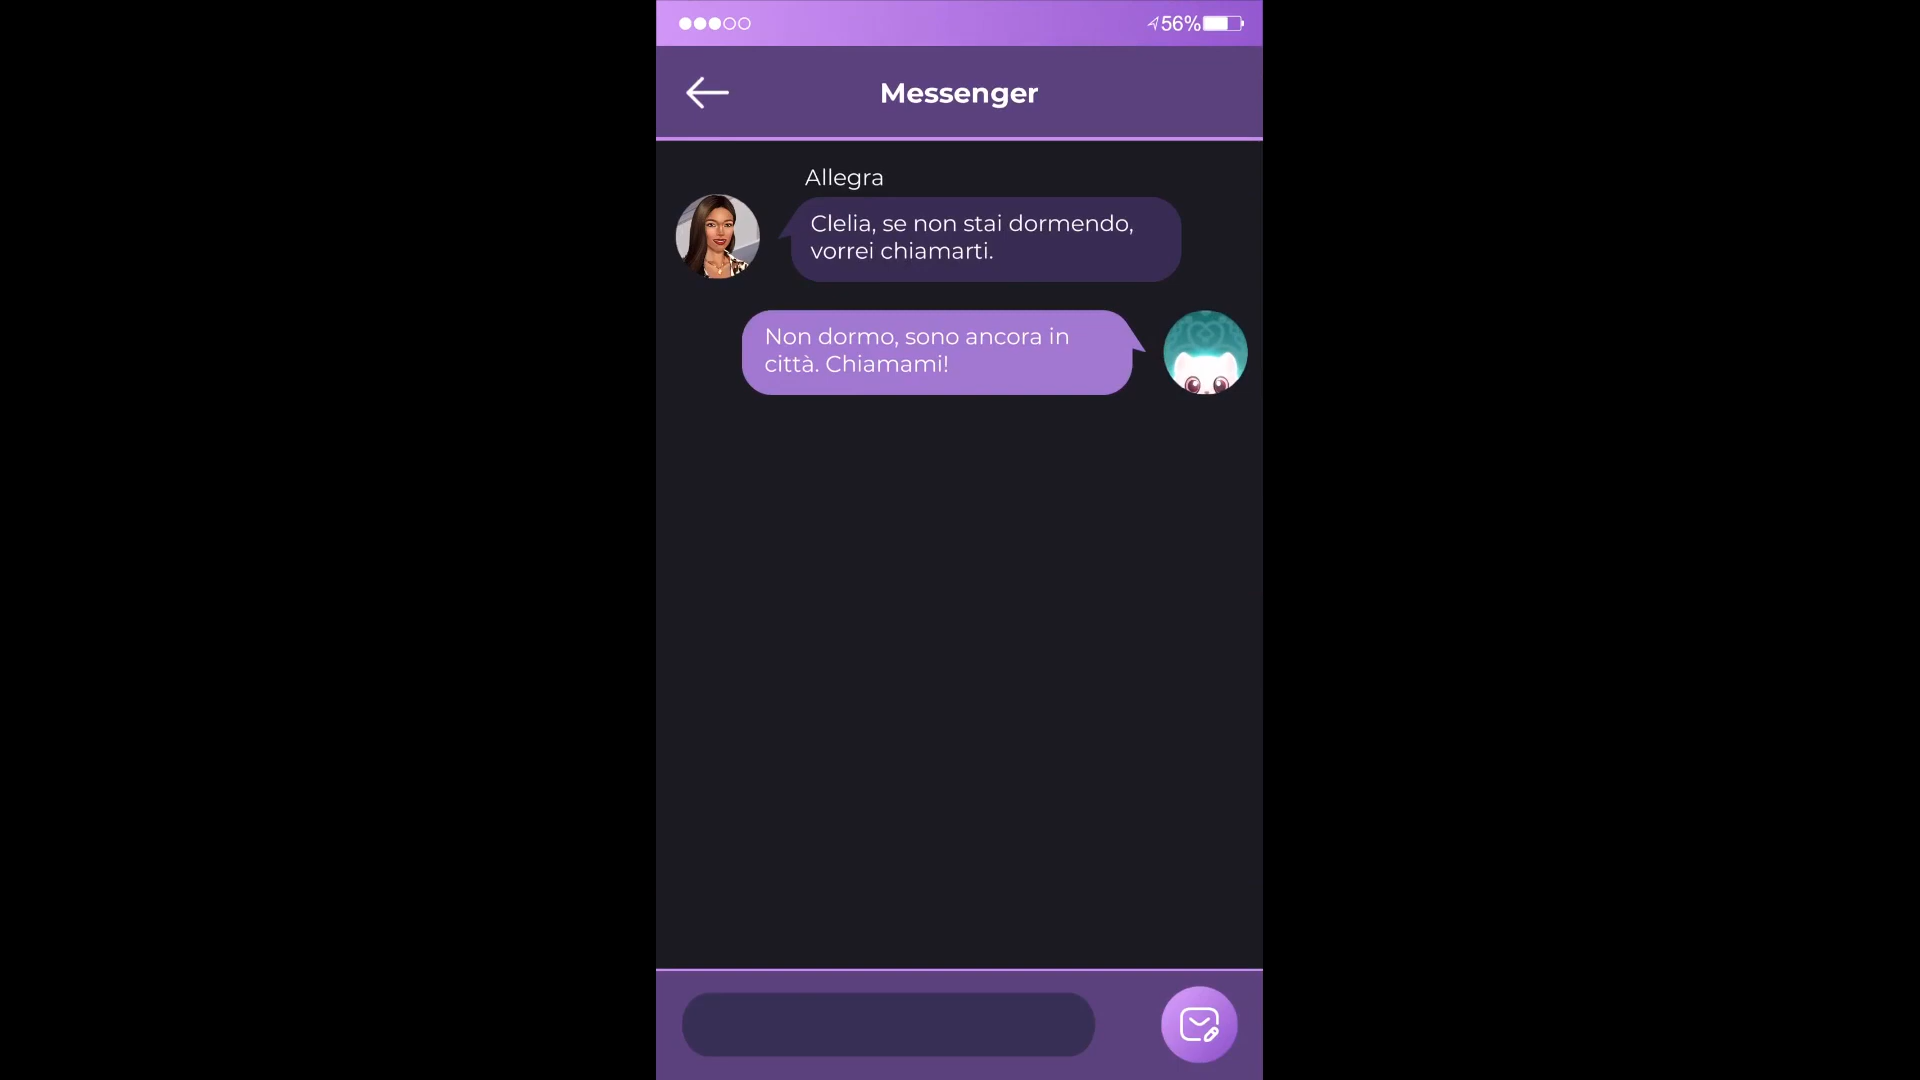 56%
Messenger
Allegra
Clelia, se non stai dormendo,
vorrei chiamarti.
Non dormo, sono ancora in
città. Chiamami!